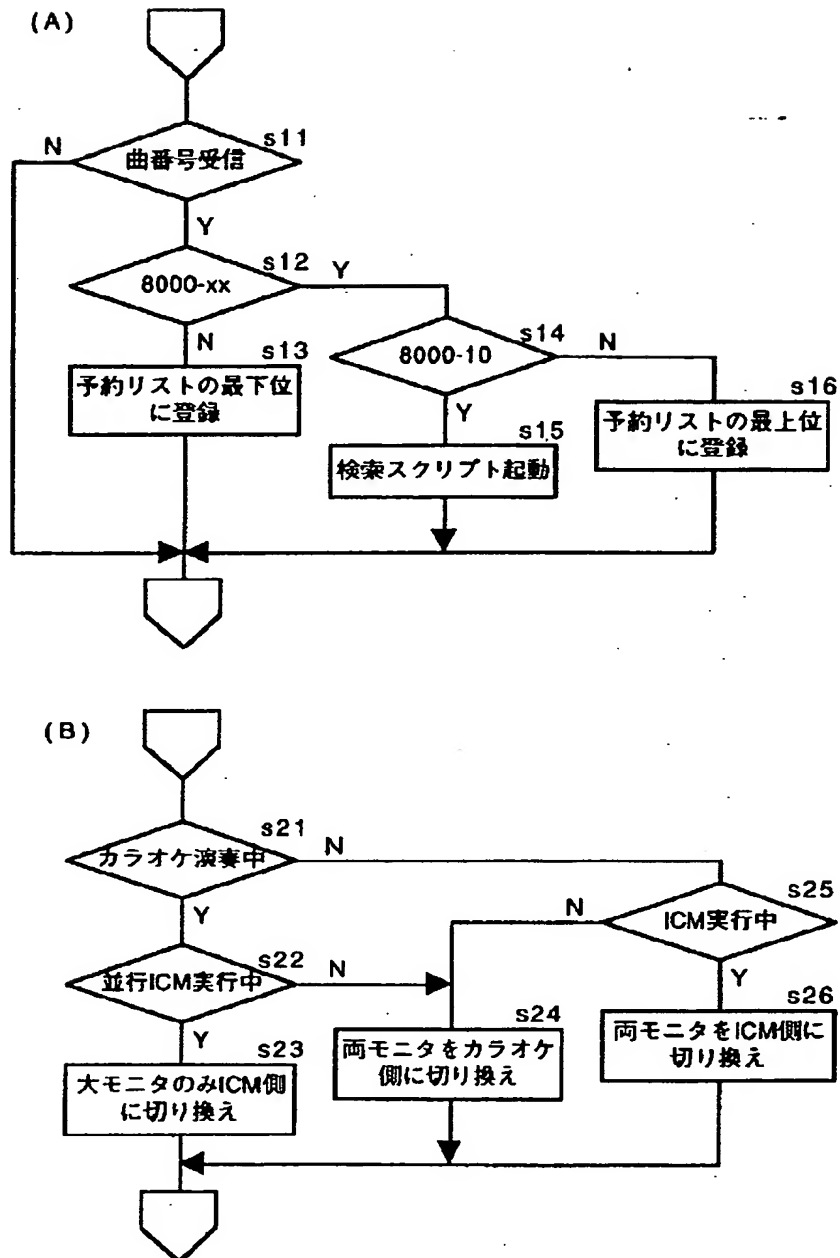 (A)
s11
N
曲番号受信
Y
s12
Y
8000-xx
N
s14
8000-10
N
s13
予約リストの最下位
に登録
Y
s16
予約リストの最上位
に登録
s15
検索スクリプト起動
(B)
s21
N
カラオケ演奏中
Y
s25
N
ICM実行中
Y
s22
N
並行ICM実行中
Y
s26
両モニタをICM側に
切り換え
s24
両モニタをカラオケ
側に切り換え
s23
大モニタのみICM側
に切り換え